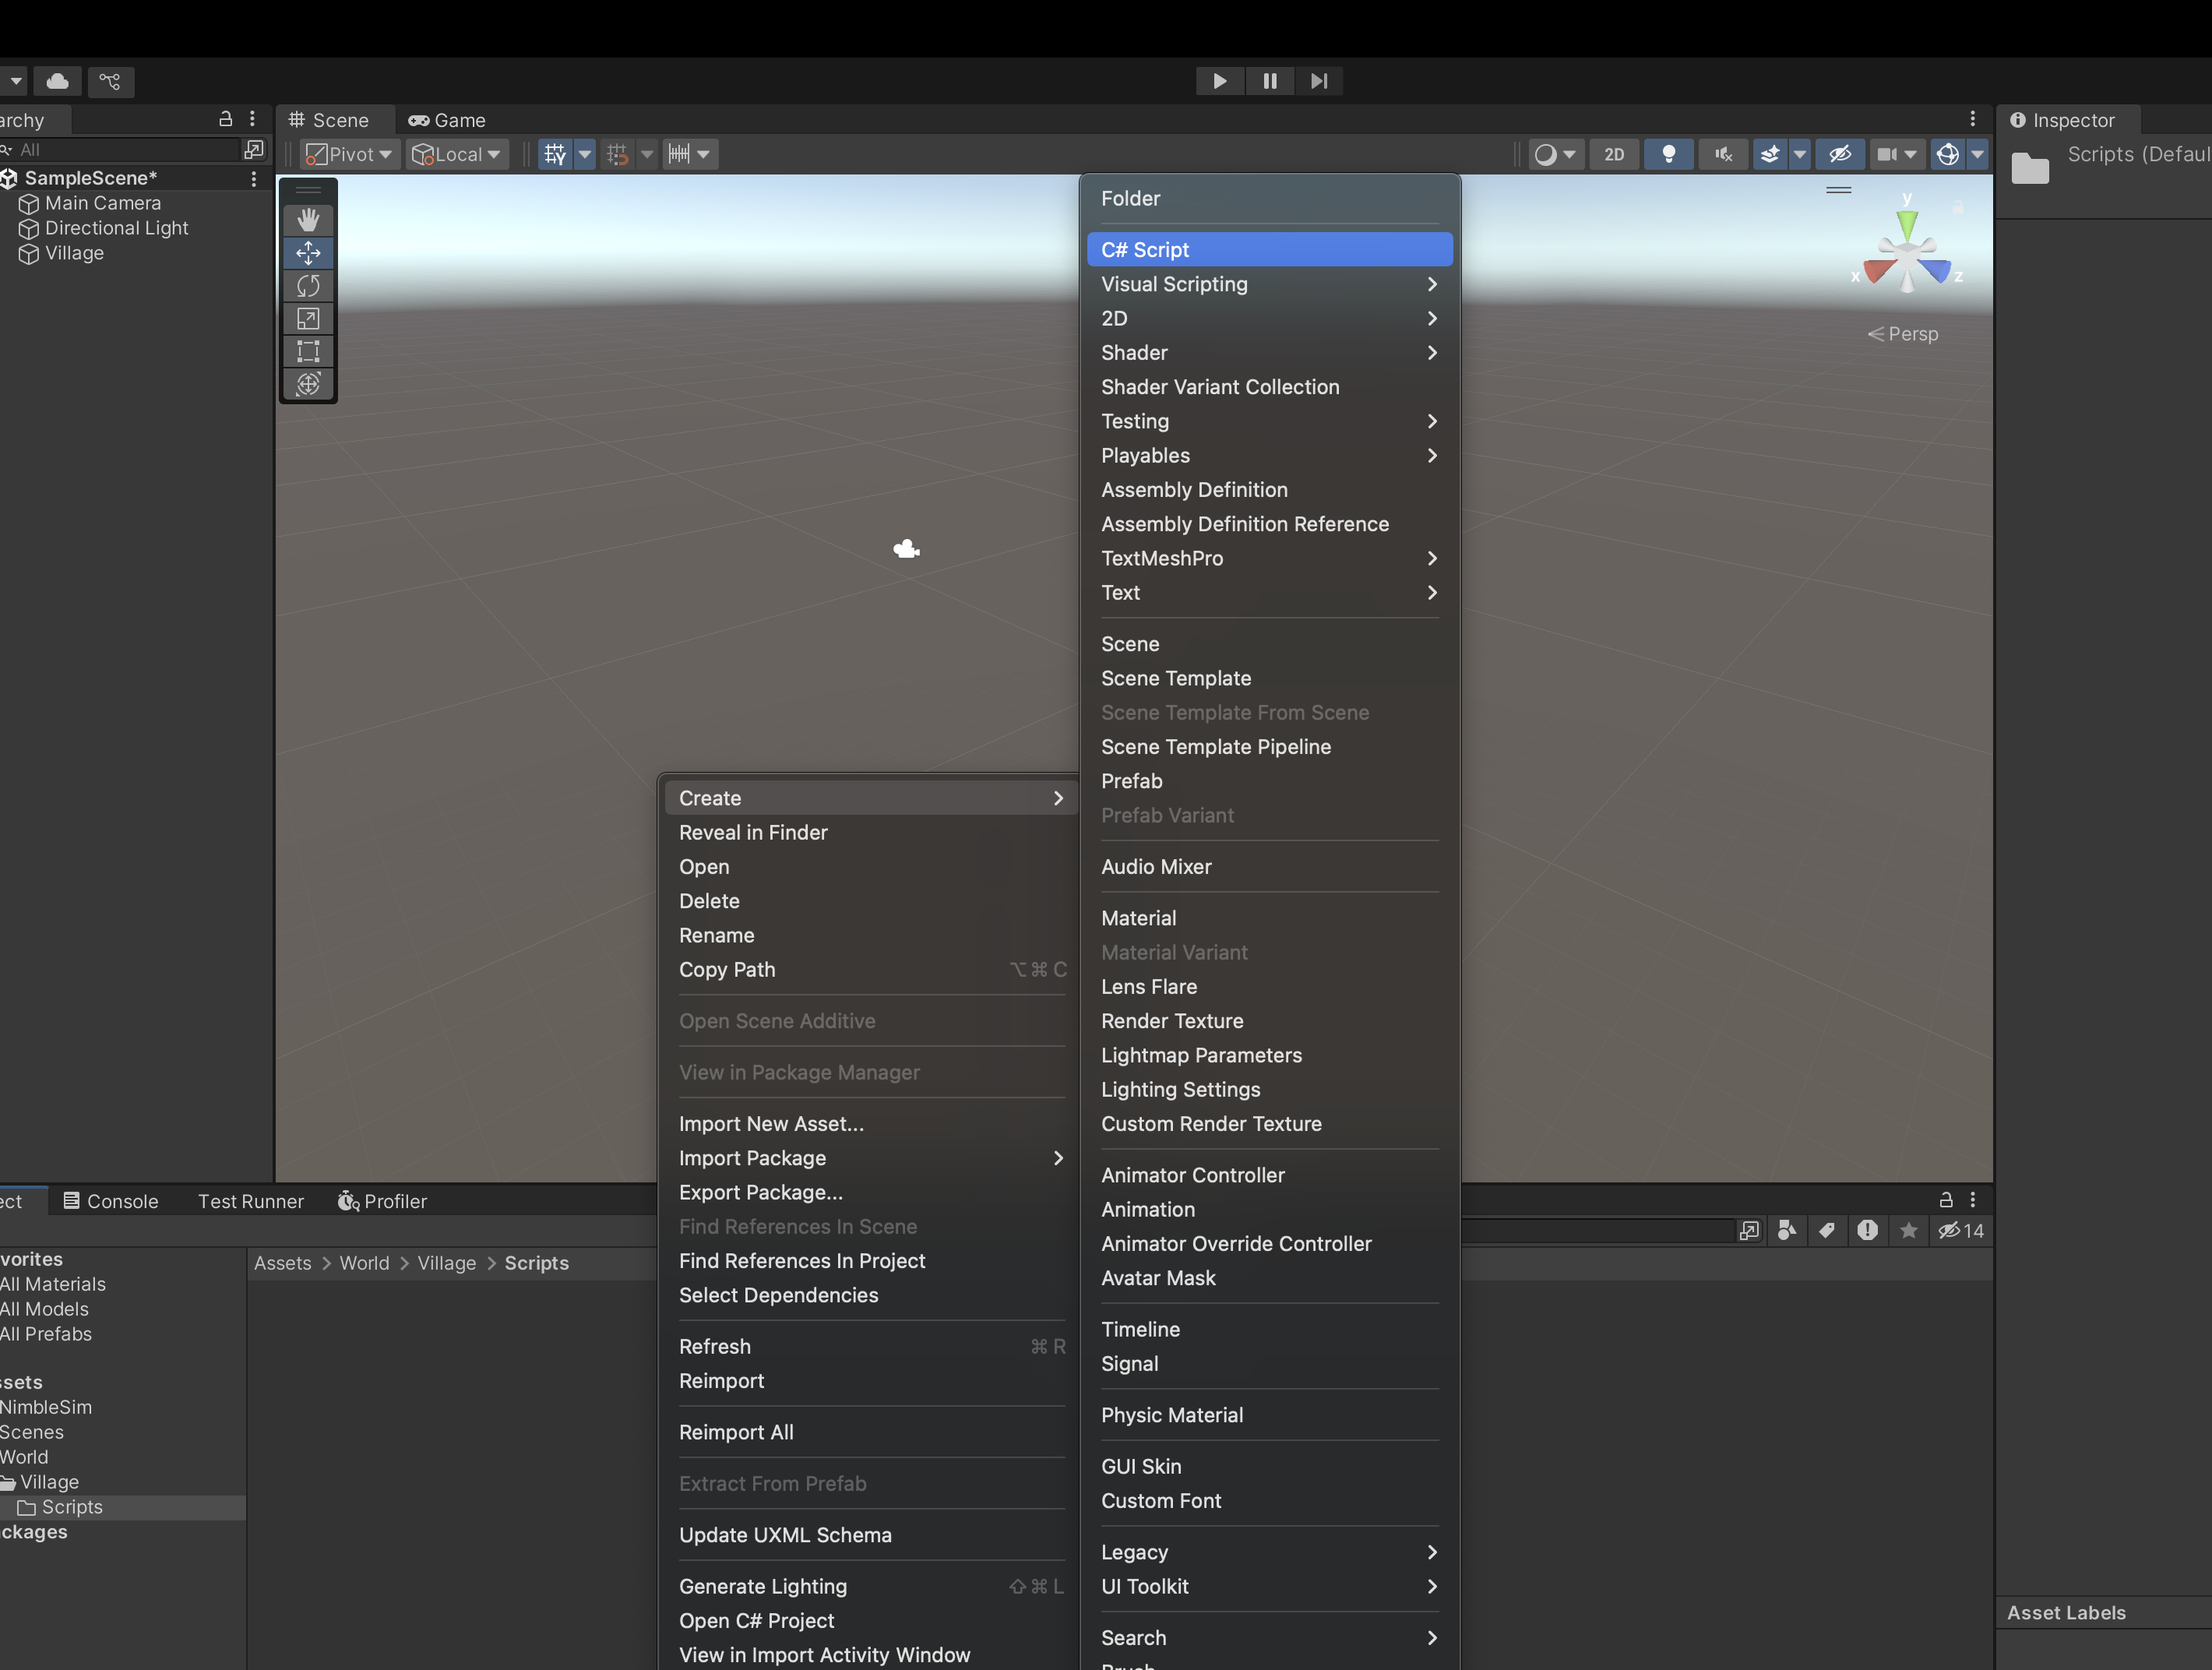 archy
All
SampleScene*
Main Camera
Directional Light
Village
Scene
Game
Pivot
Local
2D
y
x
z
Persp
Inspector
Scripts (Defaul
Folder
C# Script
Visual Scripting
2D
Shader
Shader Variant Collection
Testing
Playables
Assembly Definition
Assembly Definition Reference
TextMeshPro
Text
Scene
Scene Template
Scene Template From Scene
Scene Template Pipeline
Prefab
Prefab Variant
Audio Mixer
Material
Material Variant
Lens Flare
Render Texture
Lightmap Parameters
Lighting Settings
Custom Render Texture
Animator Controller
Animation
Animator Override Controller
Avatar Mask
Timeline
Signal
Physic Material
GUI Skin
Custom Font
Legacy
UI Toolkit
Search
Brush
Create
Reveal in Finder
Open
Delete
Rename
Copy Path ⌥⌘C
Open Scene Additive
View in Package Manager
Import New Asset...
Import Package
Export Package...
Find References In Scene
Find References In Project
Select Dependencies
Refresh ⌘R
Reimport
Reimport All
Extract From Prefab
Update UXML Schema
Generate Lighting ⇧⌘L
Open C# Project
View in Import Activity Window
ect
Console
Test Runner
Profiler
14
vorites
All Materials
All Models
All Prefabs
ssets
NimbleSim
Scenes
World
Village
Scripts
ckages
Assets > World > Village > Scripts
Asset Labels